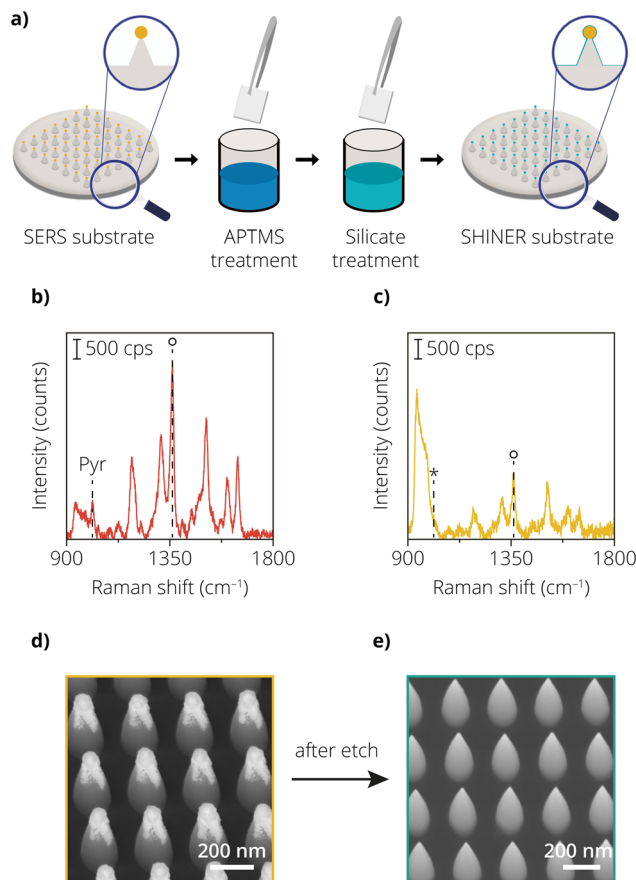 a)
SERS substrate
APTMS
treatment
Silicate
treatment
SHINER substrate
b)
500 cps
Pyr
Intensity (counts)
900
1350
1800
Raman shift (cm⁻¹)
c)
500 cps
*
Intensity (counts)
900
1350
1800
Raman shift (cm⁻¹)
d)
200 nm
after etch
e)
200 nm